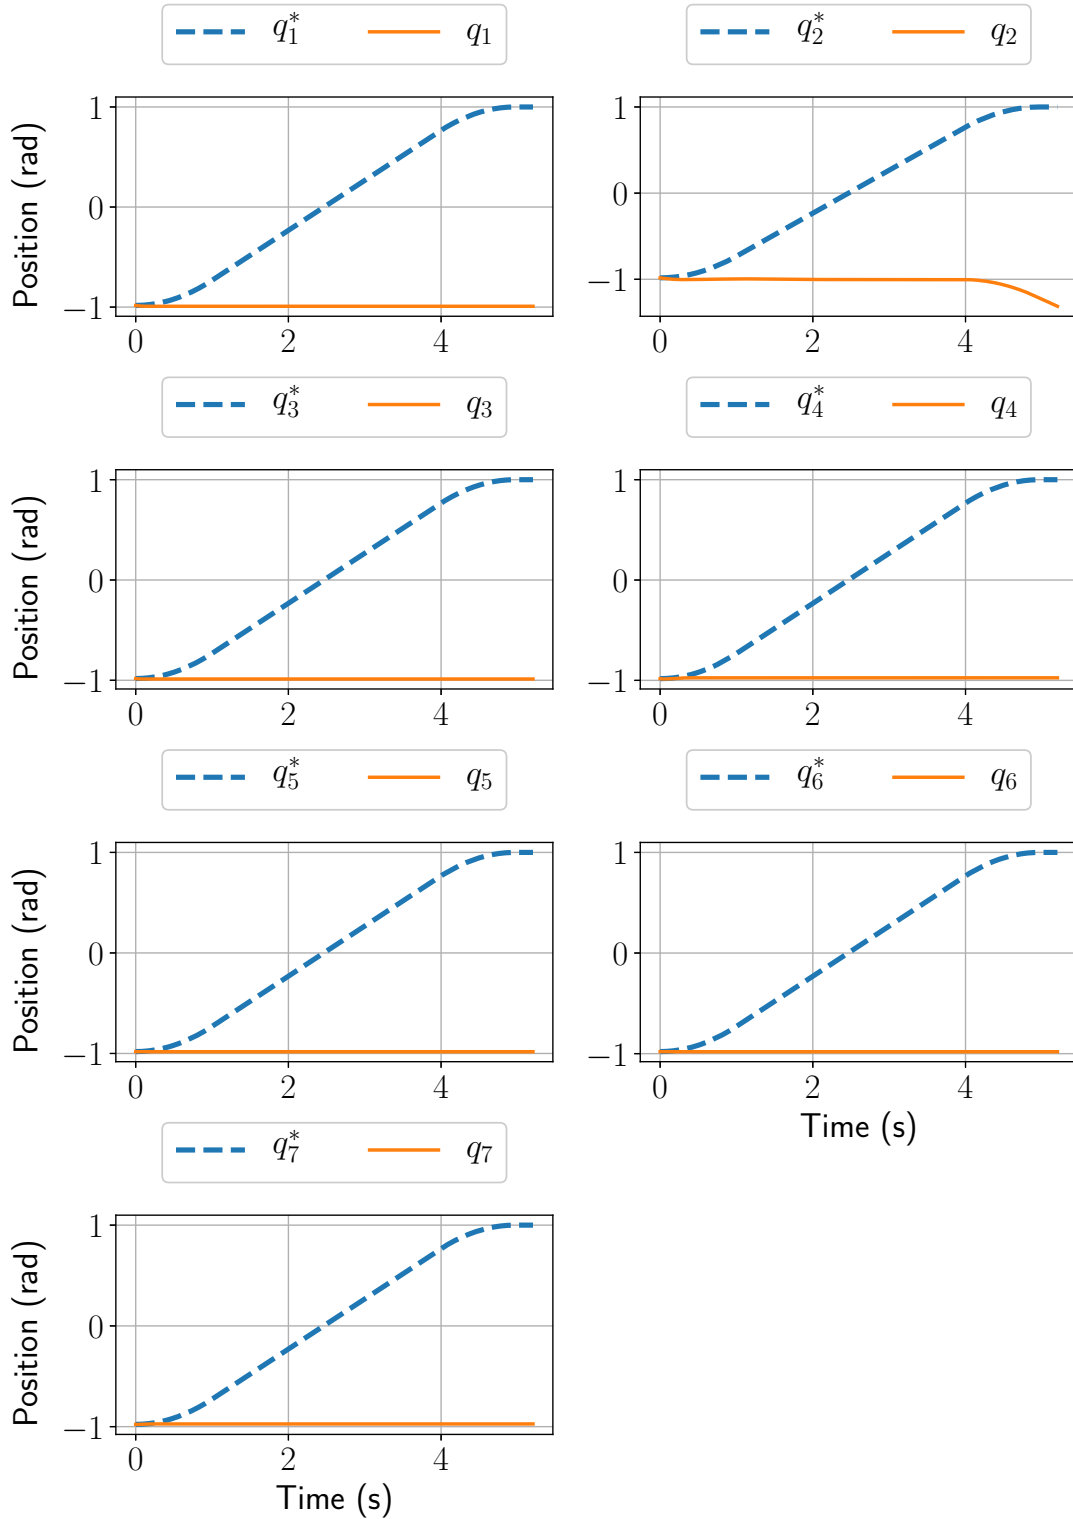 q₁* q₁
q₂* q₂
Position (rad)
1
0
−1
0 2 4
1
0
−1
0 2 4
q₃* q₃
q₄* q₄
Position (rad)
1
0
−1
0 2 4
1
0
−1
0 2 4
q₅* q₅
q₆* q₆
Position (rad)
1
0
−1
0 2 4
1
0
−1
0 2 4
Time (s)
q₇* q₇
Position (rad)
1
0
−1
0 2 4
Time (s)